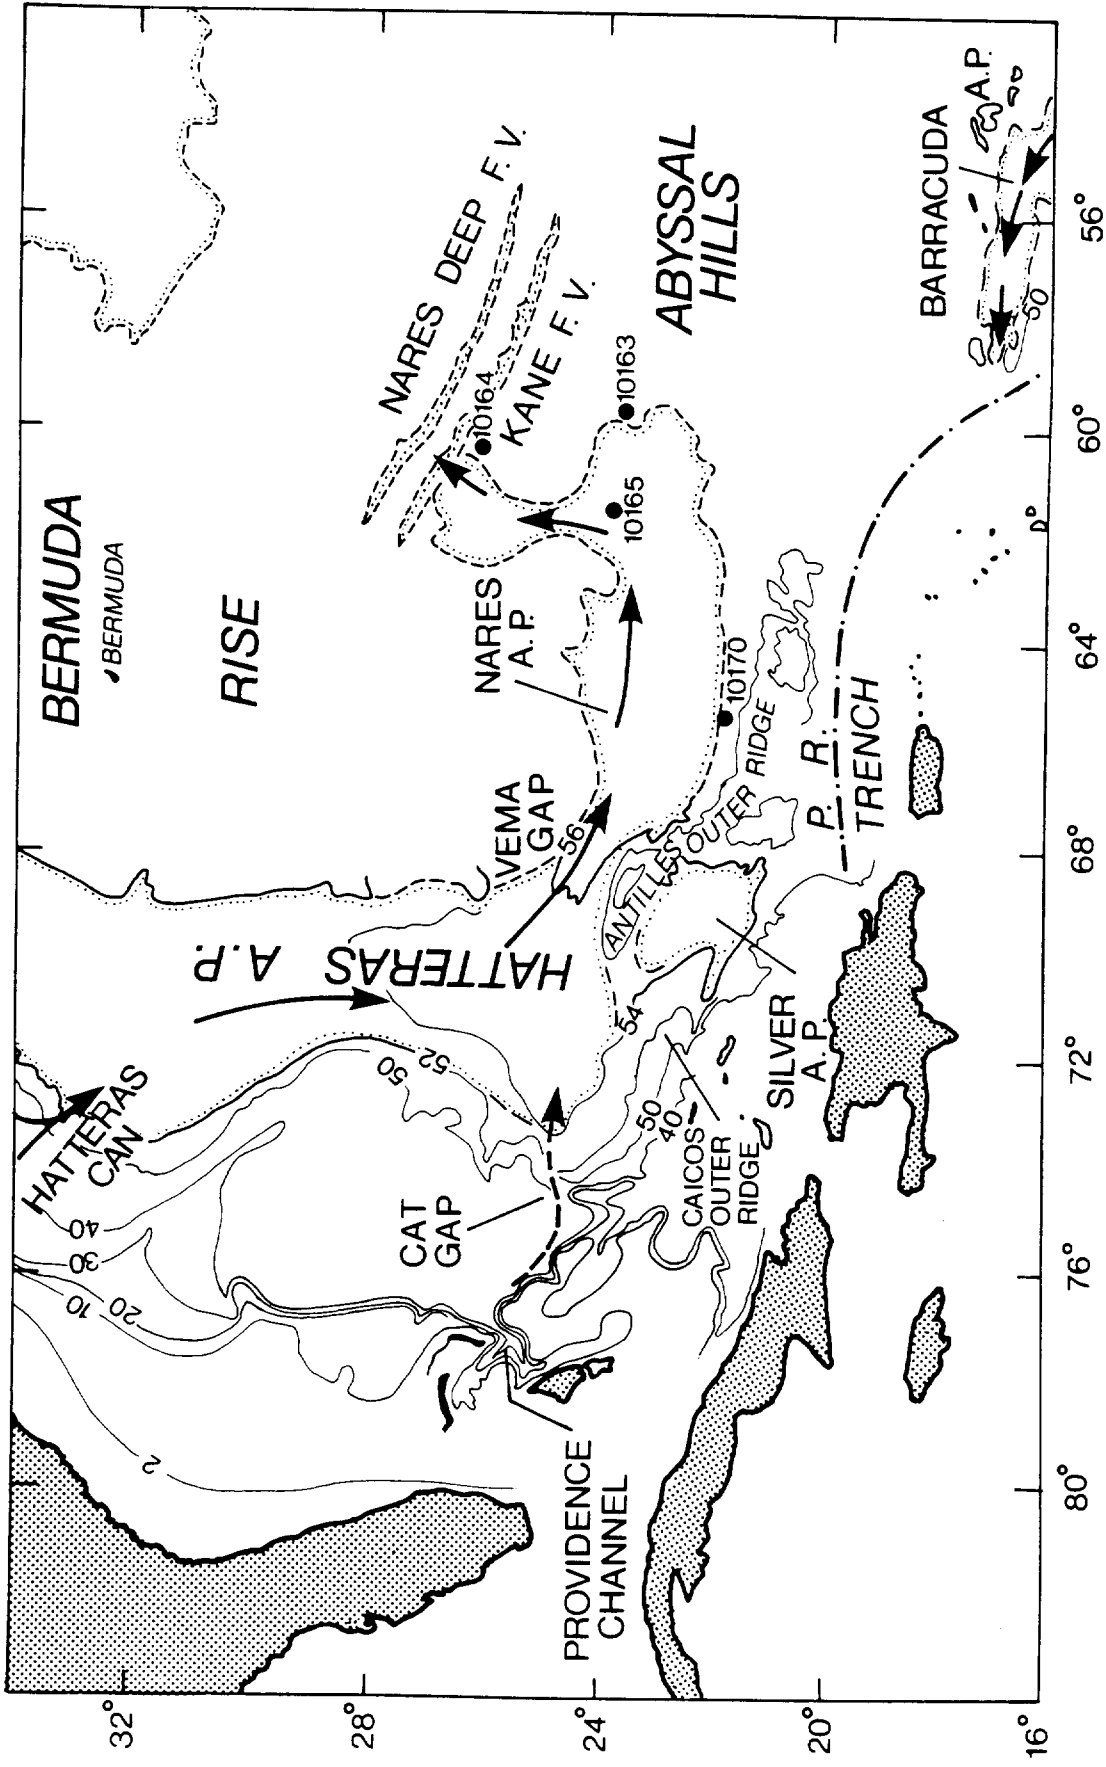 BERMUDA
BERMUDA
RISE
NARES DEEP F. V.
KANE F. V.
10164
10163
10165
10170
ABYSSAL
HILLS
BARRACUDA
A.P.
50
NARES
A.P.
VEMA
GAP
56
HATTERAS A.P.
ANTILLES OUTER RIDGE
P. R.
TRENCH
HATTERAS
CAN
52
50
54
50
40
40
30
20
10
2
CAT
GAP
CAICOS
OUTER
RIDGE
SILVER
A. P.
PROVIDENCE
CHANNEL
32°
28°
24°
20°
16°
80°
76°
72°
68°
64°
60°
56°